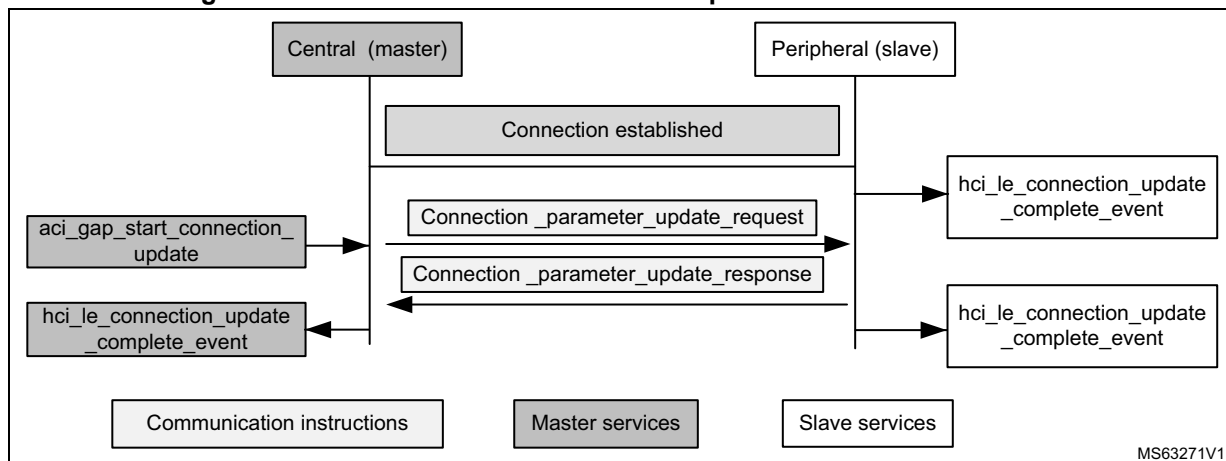 Central (master)
Peripheral (slave)
Connection established
hci_le_connection_update
_complete_event
aci_gap_start_connection_
update
Connection _parameter_update_request
Connection _parameter_update_response
hci_le_connection_update
_complete_event
hci_le_connection_update
_complete_event
Communication instructions
Master services
Slave services
MS63271V1